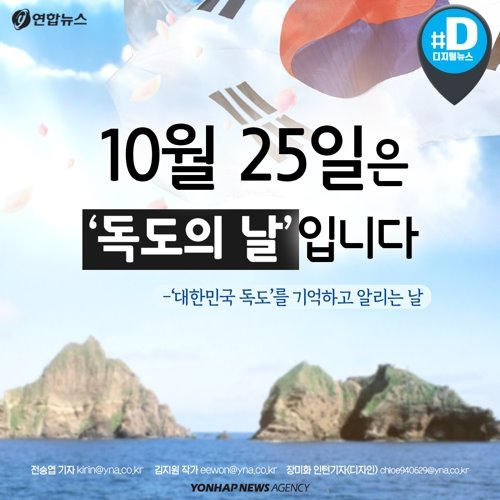 연합뉴스
#D
디지털뉴스
10월 25일은
‘독도의 날’입니다
-‘대한민국 독도’를 기억하고 알리는 날
전승엽 기자 kirin@yna.co.kr 김지원 작가 eewon@yna.co.kr 장미화 인턴기자(디자인) chloe940629@yna.co.kr
YONHAP NEWS AGENCY